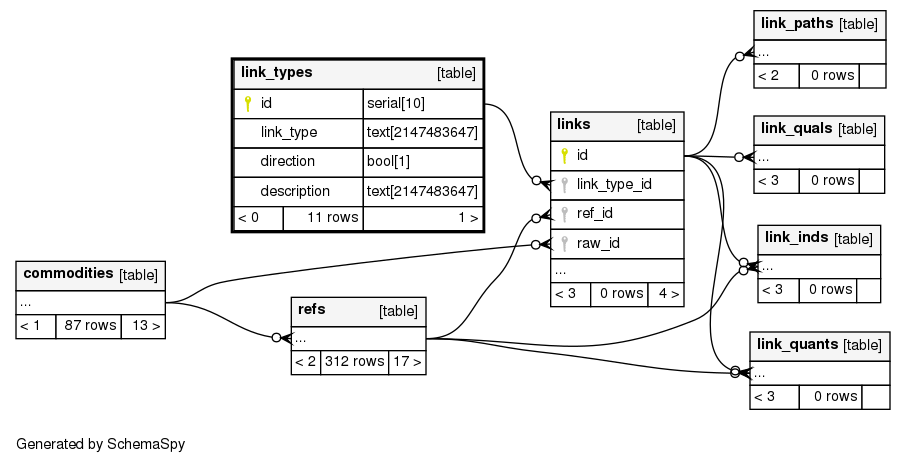 link_types [table]
id serial[10]
link_type text[2147483647]
direction bool[1]
description text[2147483647]
< 0 11 rows 1 >
commodities [table]
...
< 1 87 rows 13 >
refs [table]
...
< 2 312 rows 17 >
links [table]
id
link_type_id
ref_id
raw_id
...
< 3 0 rows 4 >
link_paths [table]
...
< 2 0 rows
link_quals [table]
...
< 3 0 rows
link_inds [table]
...
< 3 0 rows
link_quants [table]
...
< 3 0 rows
Generated by SchemaSpy